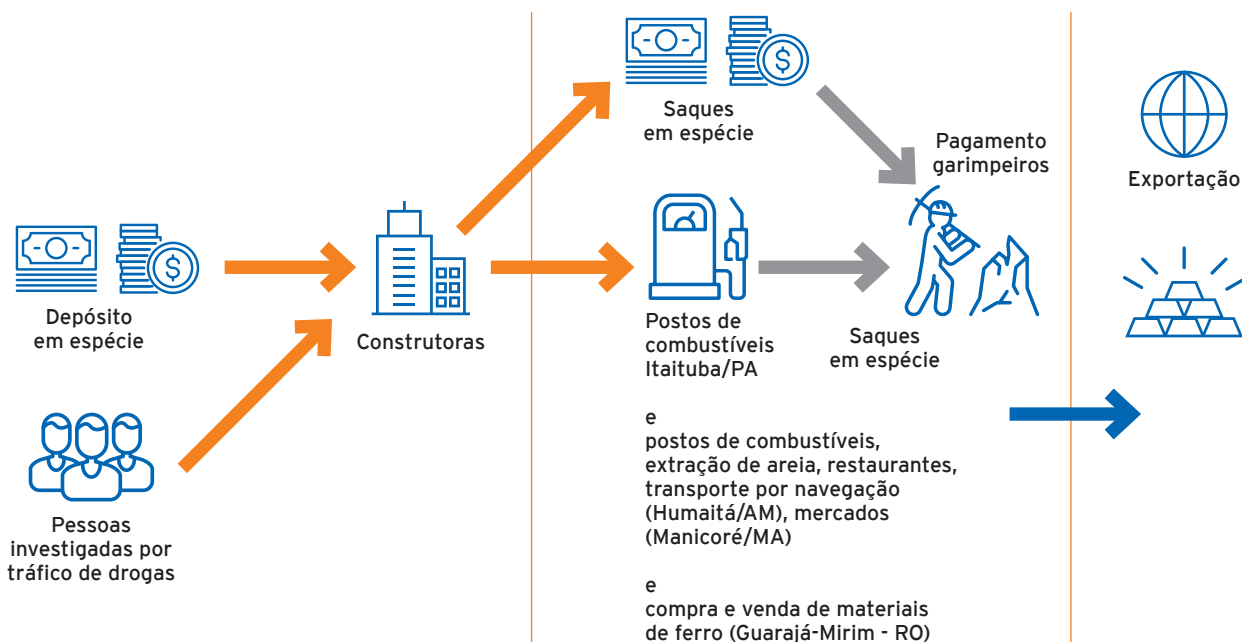 Depósito
em espécie
Pessoas
investigadas por
tráfico de drogas
Construtoras
Saques
em espécie
Postos de
combustíveis
Itaituba/PA
e
postos de combustíveis,
extração de areia, restaurantes,
transporte por navegação
(Humaitá/AM), mercados
(Manicoré/MA)
e
compra e venda de materiais
de ferro (Guarajá-Mirim - RO)
Pagamento
garimpeiros
Saques
em espécie
Exportação